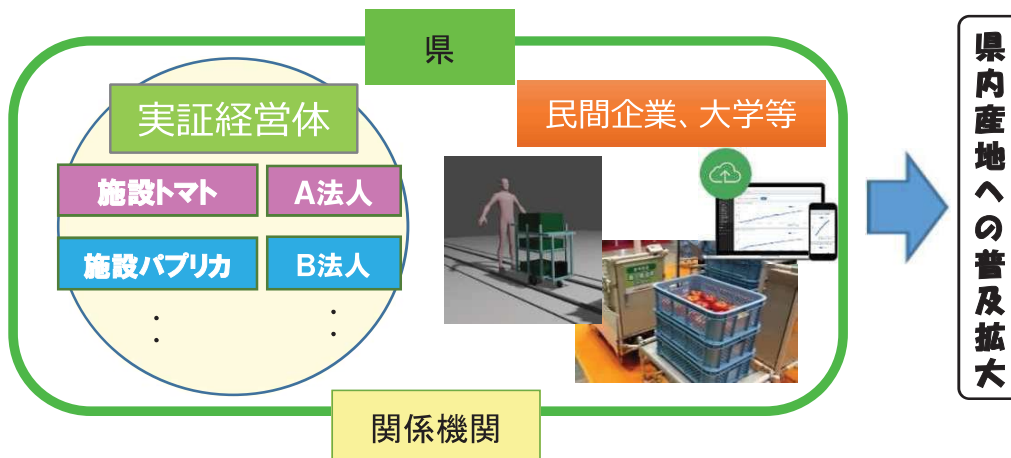 県
実証経営体
民間企業、大学等
施設トマト
A法人
施設パプリカ
B法人
：
：
関係機関
県内産地への普及拡大